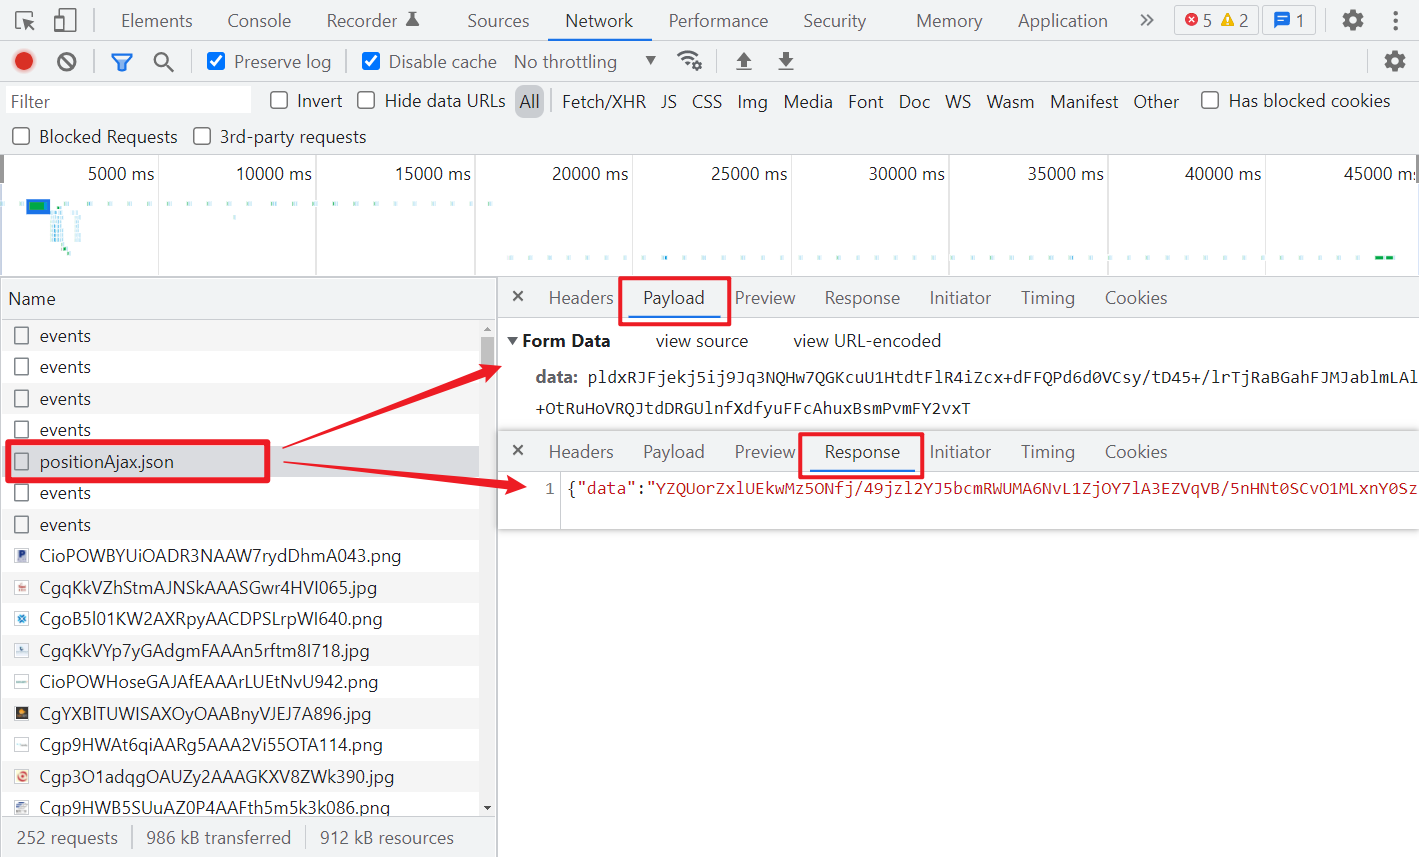 Elements Console Recorder Sources Network Performance Security Memory Application 5 2 1
Preserve log Disable cache No throttling
Filter Invert Hide data URLs All Fetch/XHR JS CSS Img Media Font Doc WS Wasm Manifest Other Has blocked cookies
Blocked Requests 3rd-party requests
5000 ms 10000 ms 15000 ms 20000 ms 25000 ms 30000 ms 35000 ms 40000 ms 45000 m
Name
events
events
events
events
positionAjax.json
events
events
CioPOWBYUiOADR3NAAW7rydDhmA043.png
CgqKkVZhStmAJNSkAAASGwr4HVI065.jpg
CgoB5l01KW2AXRpyAACDPSLrpWI640.png
CgqKkVYp7yGAdgmFAAAn5rftm8I718.jpg
CioPOWHoseGAJAfEAAArLUEtNvU942.png
CgYXBlTUWISAXOyOAABnyVJEJ7A896.jpg
Cgp9HWAt6qiAARg5AAA2Vi55OTA114.png
Cgp3O1adqgOAUZy2AAAGKXV8ZWk390.jpg
Cgp9HWB5SUuAZ0P4AAFth5m5k3k086.png
252 requests 986 kB transferred 912 kB resources
Headers Payload Preview Response Initiator Timing Cookies
Form Data view source view URL-encoded
data: pldxRJFjekj5ij9Jq3NQHw7QGKcuU1HtdtFlR4iZcx+dFFQPd6d0VCsy/tD45+/lrTjRaBGahFJMJablmLAl
+OtRuHoVRQJtdDRGUlnfXdfyuFFcAhuxBsmPvmFY2vxT
Headers Payload Preview Response Initiator Timing Cookies
1 {"data":"YZQUorZxlUEkwMz5ONfj/49jzl2YJ5bcmRWUMA6NvL1ZjOY7lA3EZVqVB/5nHNt0SCvO1MLxnY0Sz